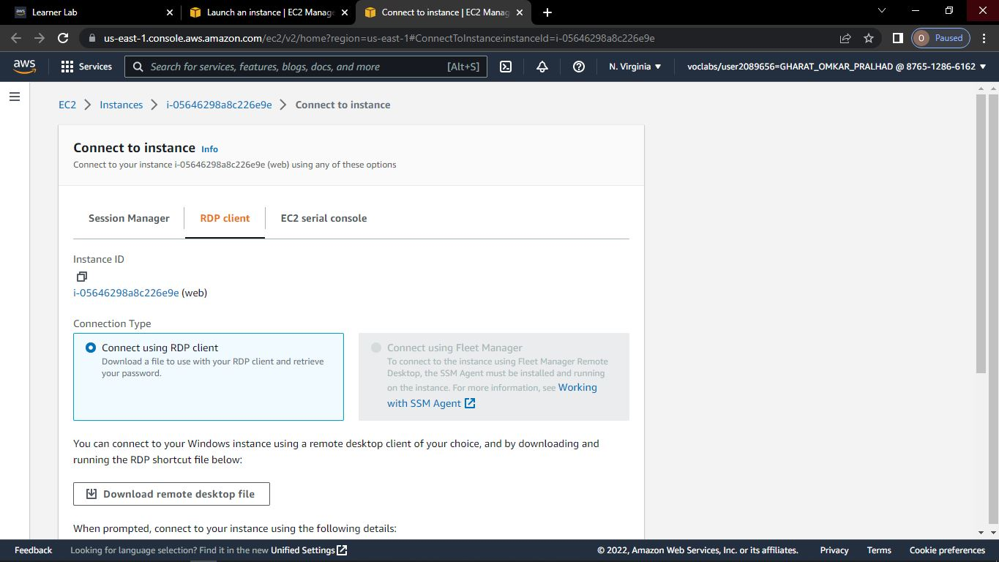 Learner Lab
Launch an instance | EC2 Manage
Connect to instance | EC2 Manag
us-east-1.console.aws.amazon.com/ec2/v2/home?region=us-east-1#ConnectToInstance:instanceId=i-05646298a8c226e9e
O Paused
aws Services Search for services, features, blogs, docs, and more [Alt+S] N. Virginia voclabs/user2089656=GHARAT_OMKAR_PRALHAD @ 8765-1286-6162
EC2 Instances i-05646298a8c226e9e Connect to instance
Connect to instance Info
Connect to your instance i-05646298a8c226e9e (web) using any of these options
Session Manager RDP client EC2 serial console
Instance ID
i-05646298a8c226e9e (web)
Connection Type
Connect using RDP client
Download a file to use with your RDP client and retrieve
your password.
Connect using Fleet Manager
To connect to the instance using Fleet Manager Remote
Desktop, the SSM Agent must be installed and running
on the instance. For more information, see Working
with SSM Agent
You can connect to your Windows instance using a remote desktop client of your choice, and by downloading and
running the RDP shortcut file below:
Download remote desktop file
When prompted, connect to your instance using the following details:
Feedback Looking for language selection? Find it in the new Unified Settings © 2022, Amazon Web Services, Inc. or its affiliates. Privacy Terms Cookie preferences